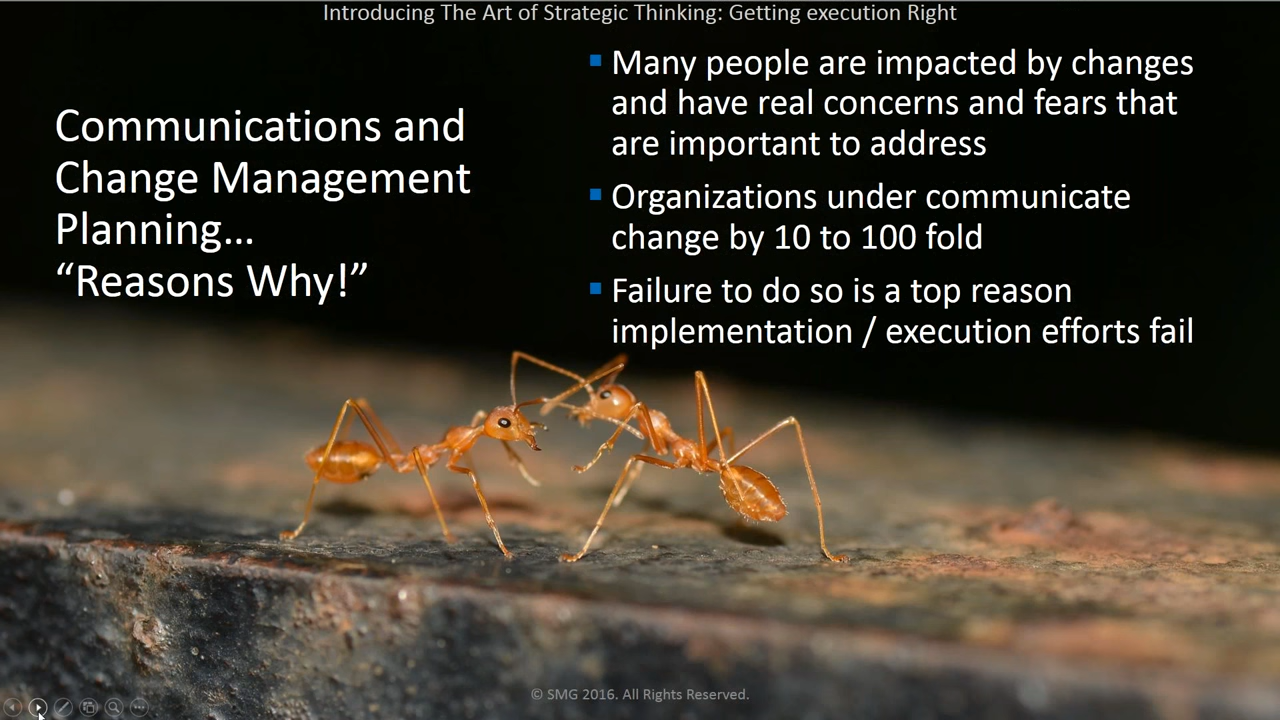 Introducing The Art of Strategic Thinking: Getting execution Right
Communications and
Change Management
Planning…
“Reasons Why!”
Many people are impacted by changes
and have real concerns and fears that
are important to address
Organizations under communicate
change by 10 to 100 fold
Failure to do so is a top reason
implementation / execution efforts fail
© SMG 2016. All Rights Reserved.